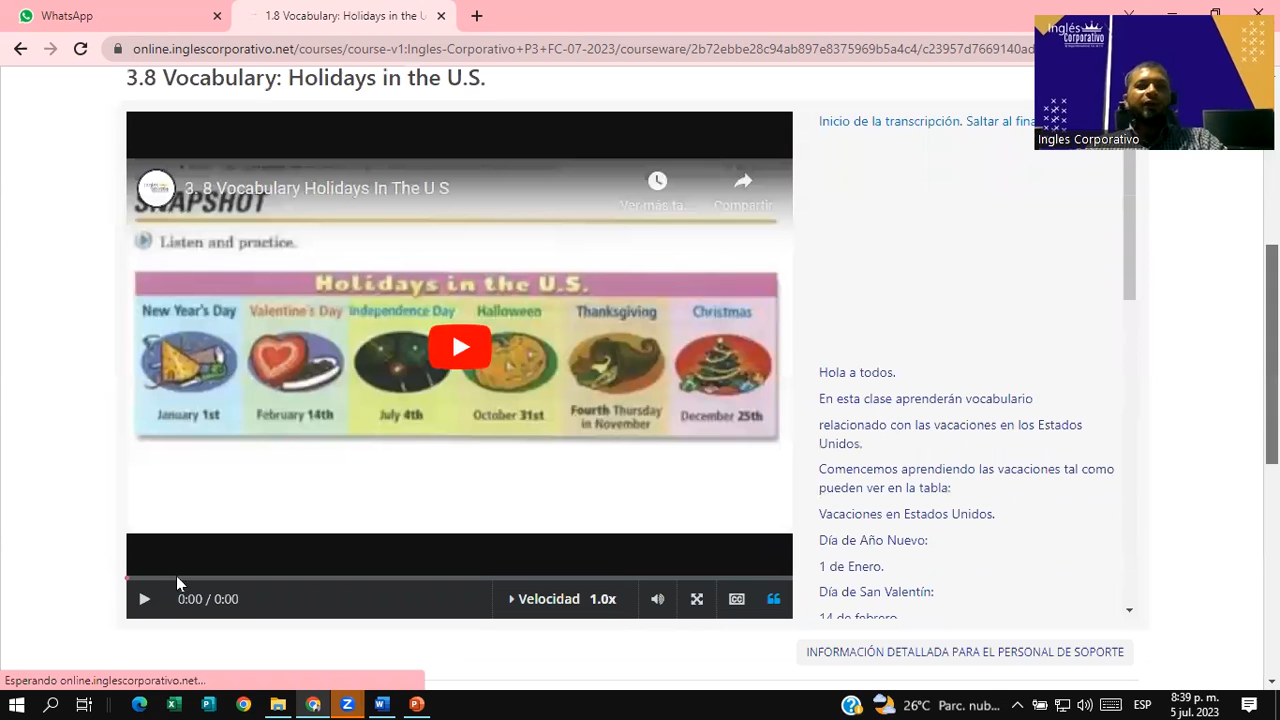 WhatsApp
1.8 Vocabulary: Holidays in the U
online.inglescorporativo.net/courses/course-v1:Ingles-Corporativo
3.8 Vocabulary: Holidays in the U.S.
Inglés
Corporativo
Ingles Corporativo
Inicio de la transcripción. Saltar al fina
3. 8 Vocabulary Holidays In The U S
Ver más ta...
Compartir
SNAPSHOT
Listen and practice.
Holidays in the U.S.
New Year's Day
Valentine's Day
Independence Day
Halloween
Thanksgiving
Christmas
January 1st
February 14th
July 4th
October 31st
Fourth Thursday
in November
December 25th
Hola a todos.
En esta clase aprenderán vocabulario
relacionado con las vacaciones en los Estados
Unidos.
Comencemos aprendiendo las vacaciones tal como
pueden ver en la tabla:
Vacaciones en Estados Unidos.
Día de Año Nuevo:
1 de Enero.
Día de San Valentín:
14 de febrero
0:00 / 0:00
Velocidad 1.0x
INFORMACIÓN DETALLADA PARA EL PERSONAL DE SOPORTE
Esperando online.inglescorporativo.net...
26°C Parc. nub...
ESP
8:39 p. m.
5 jul. 2023